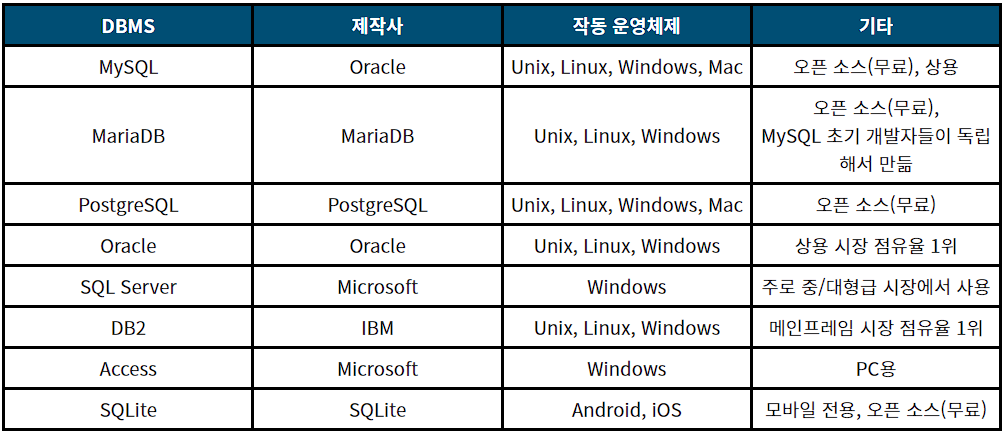 DBMS 제작사 작동 운영체제 기타
MySQL Oracle Unix, Linux, Windows, Mac 오픈 소스(무료), 상용
MariaDB MariaDB Unix, Linux, Windows 오픈 소스(무료),
MySQL 초기 개발자들이 독립
해서 만듦
PostgreSQL PostgreSQL Unix, Linux, Windows, Mac 오픈 소스(무료)
Oracle Oracle Unix, Linux, Windows 상용 시장 점유율 1위
SQL Server Microsoft Windows 주로 중/대형급 시장에서 사용
DB2 IBM Unix, Linux, Windows 메인프레임 시장 점유율 1위
Access Microsoft Windows PC용
SQLite SQLite Android, iOS 모바일 전용, 오픈 소스(무료)